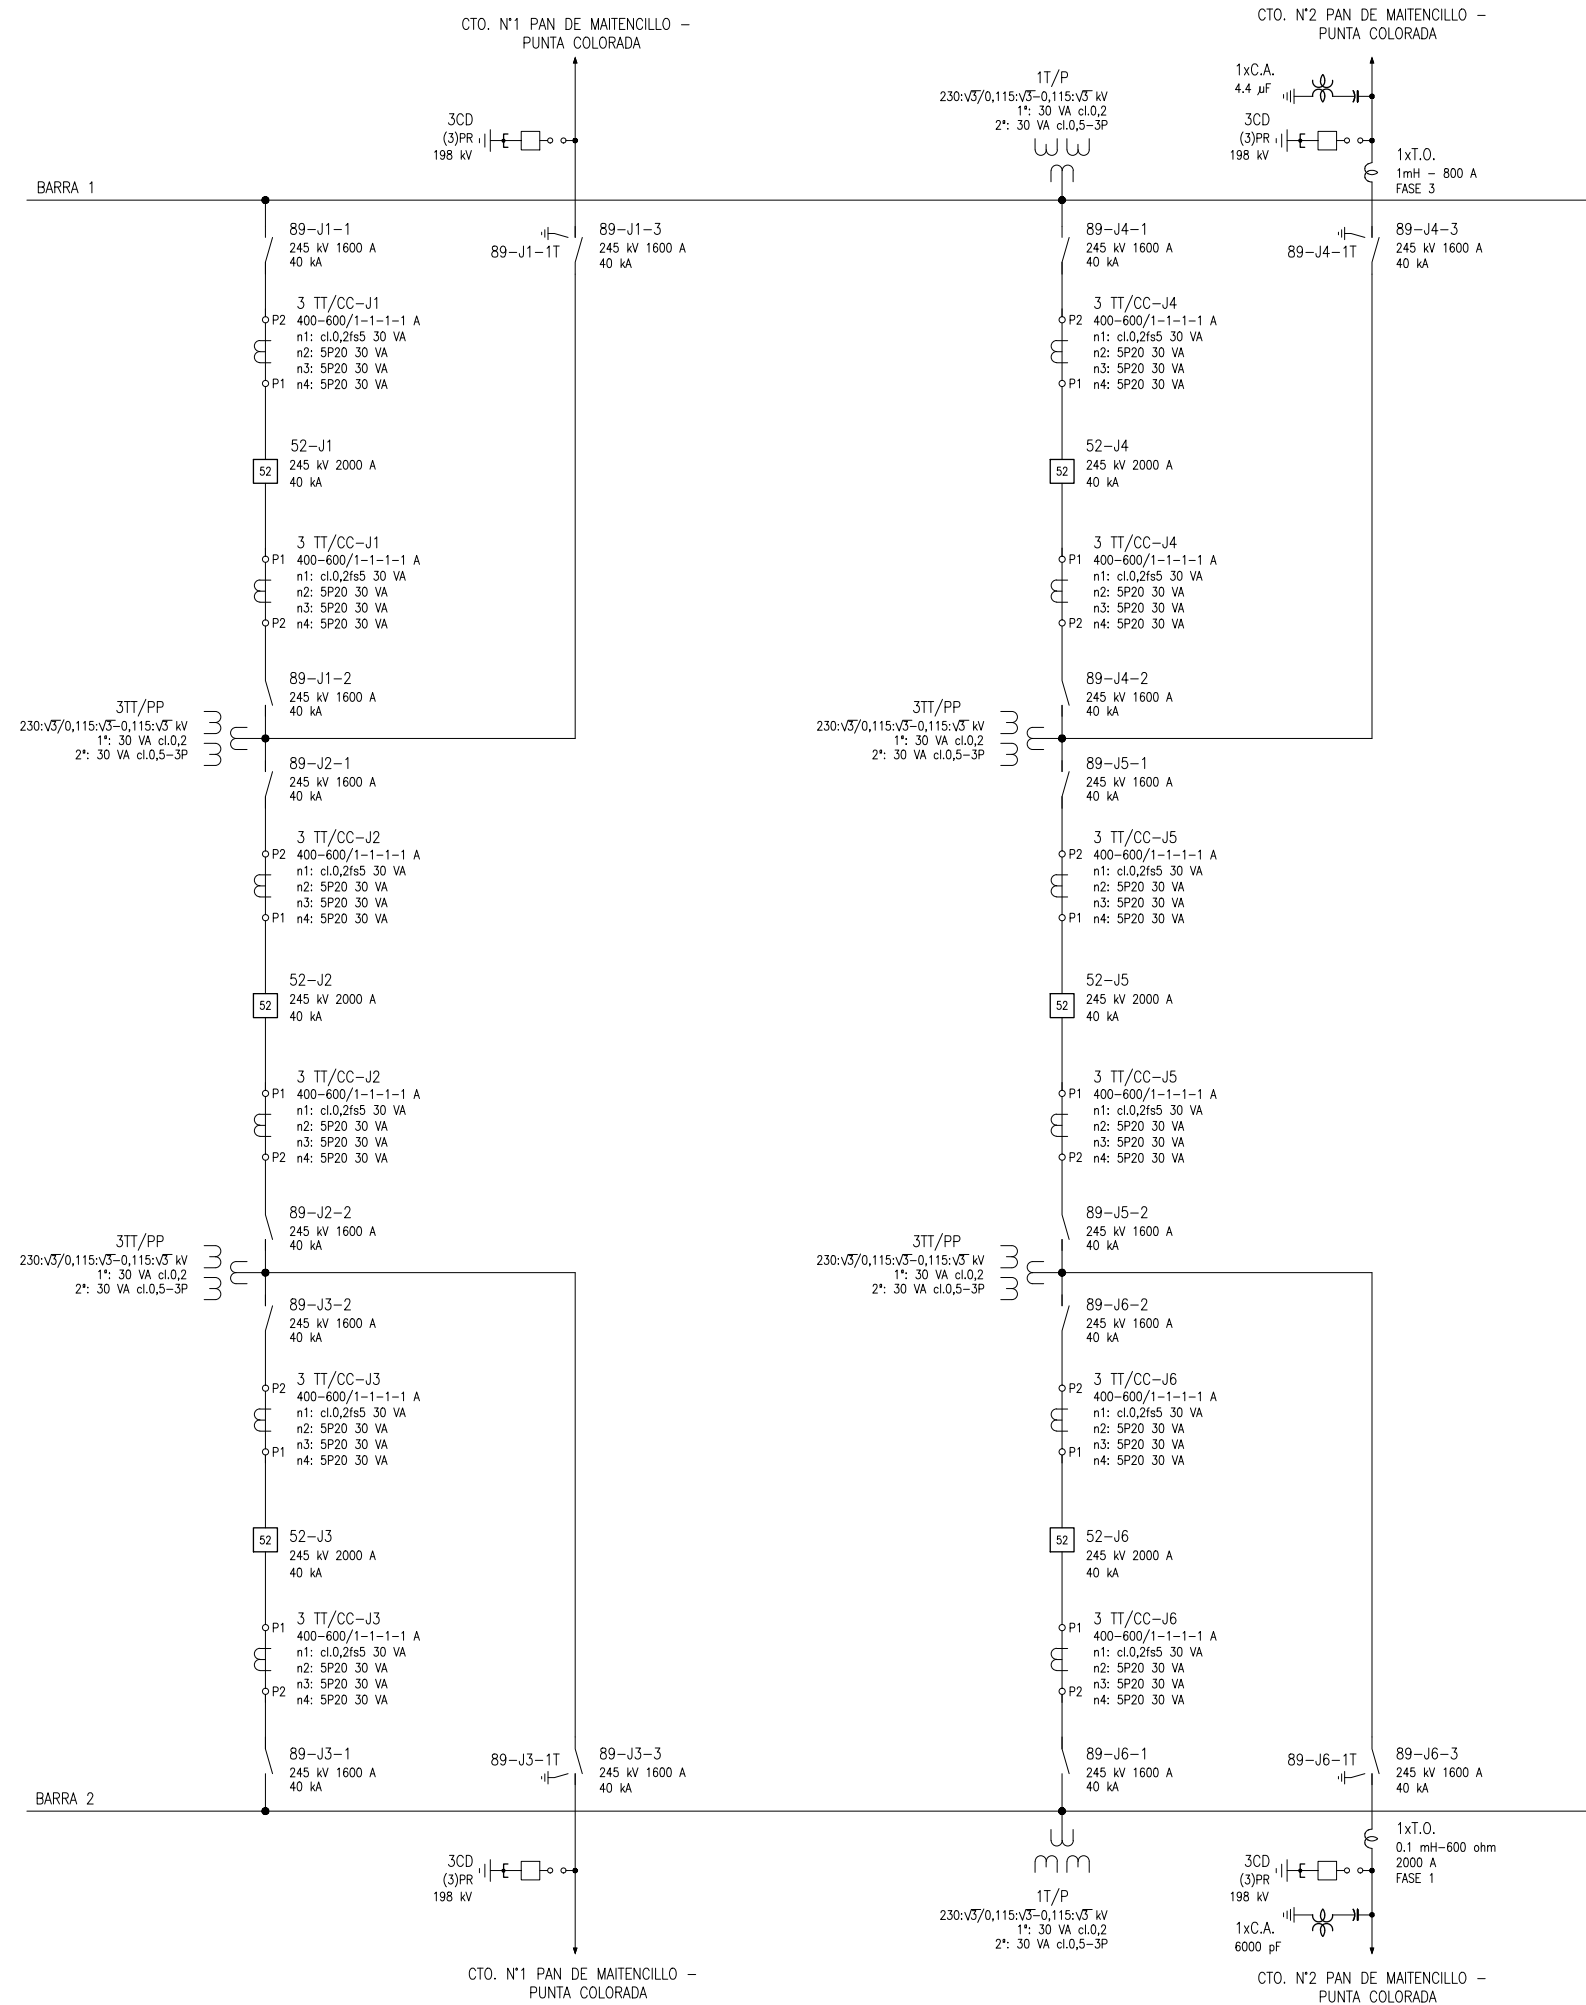 CTO. N°1 PAN DE MAITENCILLO –
PUNTA COLORADA
3CD
(3)PR
198 kV
1T/P
230:√3/0,115:√3–0,115:√3 kV
1°: 30 VA cl.0,2
2°: 30 VA cl.0,5–3P
CTO. N°2 PAN DE MAITENCILLO –
PUNTA COLORADA
1xC.A.
4.4 µF
3CD
(3)PR
198 kV
1xT.O.
1mH – 800 A
FASE 3
BARRA 1
89–J1–1
245 kV 1600 A
40 kA
89–J1–1T
89–J1–3
245 kV 1600 A
40 kA
89–J4–1
245 kV 1600 A
40 kA
89–J4–1T
89–J4–3
245 kV 1600 A
40 kA
3 TT/CC–J1
P2 400–600/1–1–1–1 A
n1: cl.0,2fs5 30 VA
n2: 5P20 30 VA
n3: 5P20 30 VA
P1 n4: 5P20 30 VA
3 TT/CC–J4
P2 400–600/1–1–1–1 A
n1: cl.0,2fs5 30 VA
n2: 5P20 30 VA
n3: 5P20 30 VA
P1 n4: 5P20 30 VA
52–J1
52 245 kV 2000 A
40 kA
52–J4
52 245 kV 2000 A
40 kA
3 TT/CC–J1
P1 400–600/1–1–1–1 A
n1: cl.0,2fs5 30 VA
n2: 5P20 30 VA
n3: 5P20 30 VA
P2 n4: 5P20 30 VA
3 TT/CC–J4
P1 400–600/1–1–1–1 A
n1: cl.0,2fs5 30 VA
n2: 5P20 30 VA
n3: 5P20 30 VA
P2 n4: 5P20 30 VA
89–J1–2
245 kV 1600 A
40 kA
3TT/PP
230:√3/0,115:√3–0,115:√3 kV
1°: 30 VA cl.0,2
2°: 30 VA cl.0,5–3P
89–J4–2
245 kV 1600 A
40 kA
3TT/PP
230:√3/0,115:√3–0,115:√3 kV
1°: 30 VA cl.0,2
2°: 30 VA cl.0,5–3P
89–J2–1
245 kV 1600 A
40 kA
89–J5–1
245 kV 1600 A
40 kA
3 TT/CC–J2
P2 400–600/1–1–1–1 A
n1: cl.0,2fs5 30 VA
n2: 5P20 30 VA
n3: 5P20 30 VA
P1 n4: 5P20 30 VA
3 TT/CC–J5
P2 400–600/1–1–1–1 A
n1: cl.0,2fs5 30 VA
n2: 5P20 30 VA
n3: 5P20 30 VA
P1 n4: 5P20 30 VA
52–J2
52 245 kV 2000 A
40 kA
52–J5
52 245 kV 2000 A
40 kA
3 TT/CC–J2
P1 400–600/1–1–1–1 A
n1: cl.0,2fs5 30 VA
n2: 5P20 30 VA
n3: 5P20 30 VA
P2 n4: 5P20 30 VA
3 TT/CC–J5
P1 400–600/1–1–1–1 A
n1: cl.0,2fs5 30 VA
n2: 5P20 30 VA
n3: 5P20 30 VA
P2 n4: 5P20 30 VA
89–J2–2
245 kV 1600 A
40 kA
3TT/PP
230:√3/0,115:√3–0,115:√3 kV
1°: 30 VA cl.0,2
2°: 30 VA cl.0,5–3P
89–J5–2
245 kV 1600 A
40 kA
3TT/PP
230:√3/0,115:√3–0,115:√3 kV
1°: 30 VA cl.0,2
2°: 30 VA cl.0,5–3P
89–J3–2
245 kV 1600 A
40 kA
89–J6–2
245 kV 1600 A
40 kA
3 TT/CC–J3
P2 400–600/1–1–1–1 A
n1: cl.0,2fs5 30 VA
n2: 5P20 30 VA
n3: 5P20 30 VA
P1 n4: 5P20 30 VA
3 TT/CC–J6
P2 400–600/1–1–1–1 A
n1: cl.0,2fs5 30 VA
n2: 5P20 30 VA
n3: 5P20 30 VA
P1 n4: 5P20 30 VA
52–J3
52 245 kV 2000 A
40 kA
52–J6
52 245 kV 2000 A
40 kA
3 TT/CC–J3
P1 400–600/1–1–1–1 A
n1: cl.0,2fs5 30 VA
n2: 5P20 30 VA
n3: 5P20 30 VA
P2 n4: 5P20 30 VA
3 TT/CC–J6
P1 400–600/1–1–1–1 A
n1: cl.0,2fs5 30 VA
n2: 5P20 30 VA
n3: 5P20 30 VA
P2 n4: 5P20 30 VA
89–J3–1
245 kV 1600 A
40 kA
89–J3–1T
89–J3–3
245 kV 1600 A
40 kA
89–J6–1
245 kV 1600 A
40 kA
89–J6–1T
89–J6–3
245 kV 1600 A
40 kA
BARRA 2
3CD
(3)PR
198 kV
1T/P
230:√3/0,115:√3–0,115:√3 kV
1°: 30 VA cl.0,2
2°: 30 VA cl.0,5–3P
1xT.O.
0.1 mH–600 ohm
2000 A
FASE 1
3CD
(3)PR
198 kV
1xC.A.
6000 pF
CTO. N°1 PAN DE MAITENCILLO –
PUNTA COLORADA
CTO. N°2 PAN DE MAITENCILLO –
PUNTA COLORADA